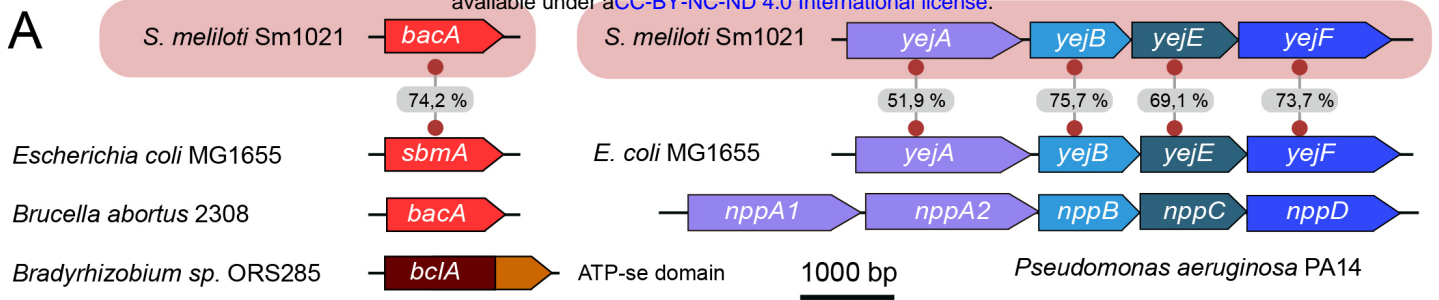 available under aCC-BY-NC-ND 4.0 International license.
A
S. meliloti Sm1021 bacA
74,2 %
Escherichia coli MG1655 sbmA
Brucella abortus 2308 bacA
Bradyrhizobium sp. ORS285 bclA ATP-se domain
S. meliloti Sm1021 yejA yejB yejE yejF
51,9 % 75,7 % 69,1 % 73,7 %
E. coli MG1655 yejA yejB yejE yejF
nppA1 nppA2 nppB nppC nppD
1000 bp Pseudomonas aeruginosa PA14